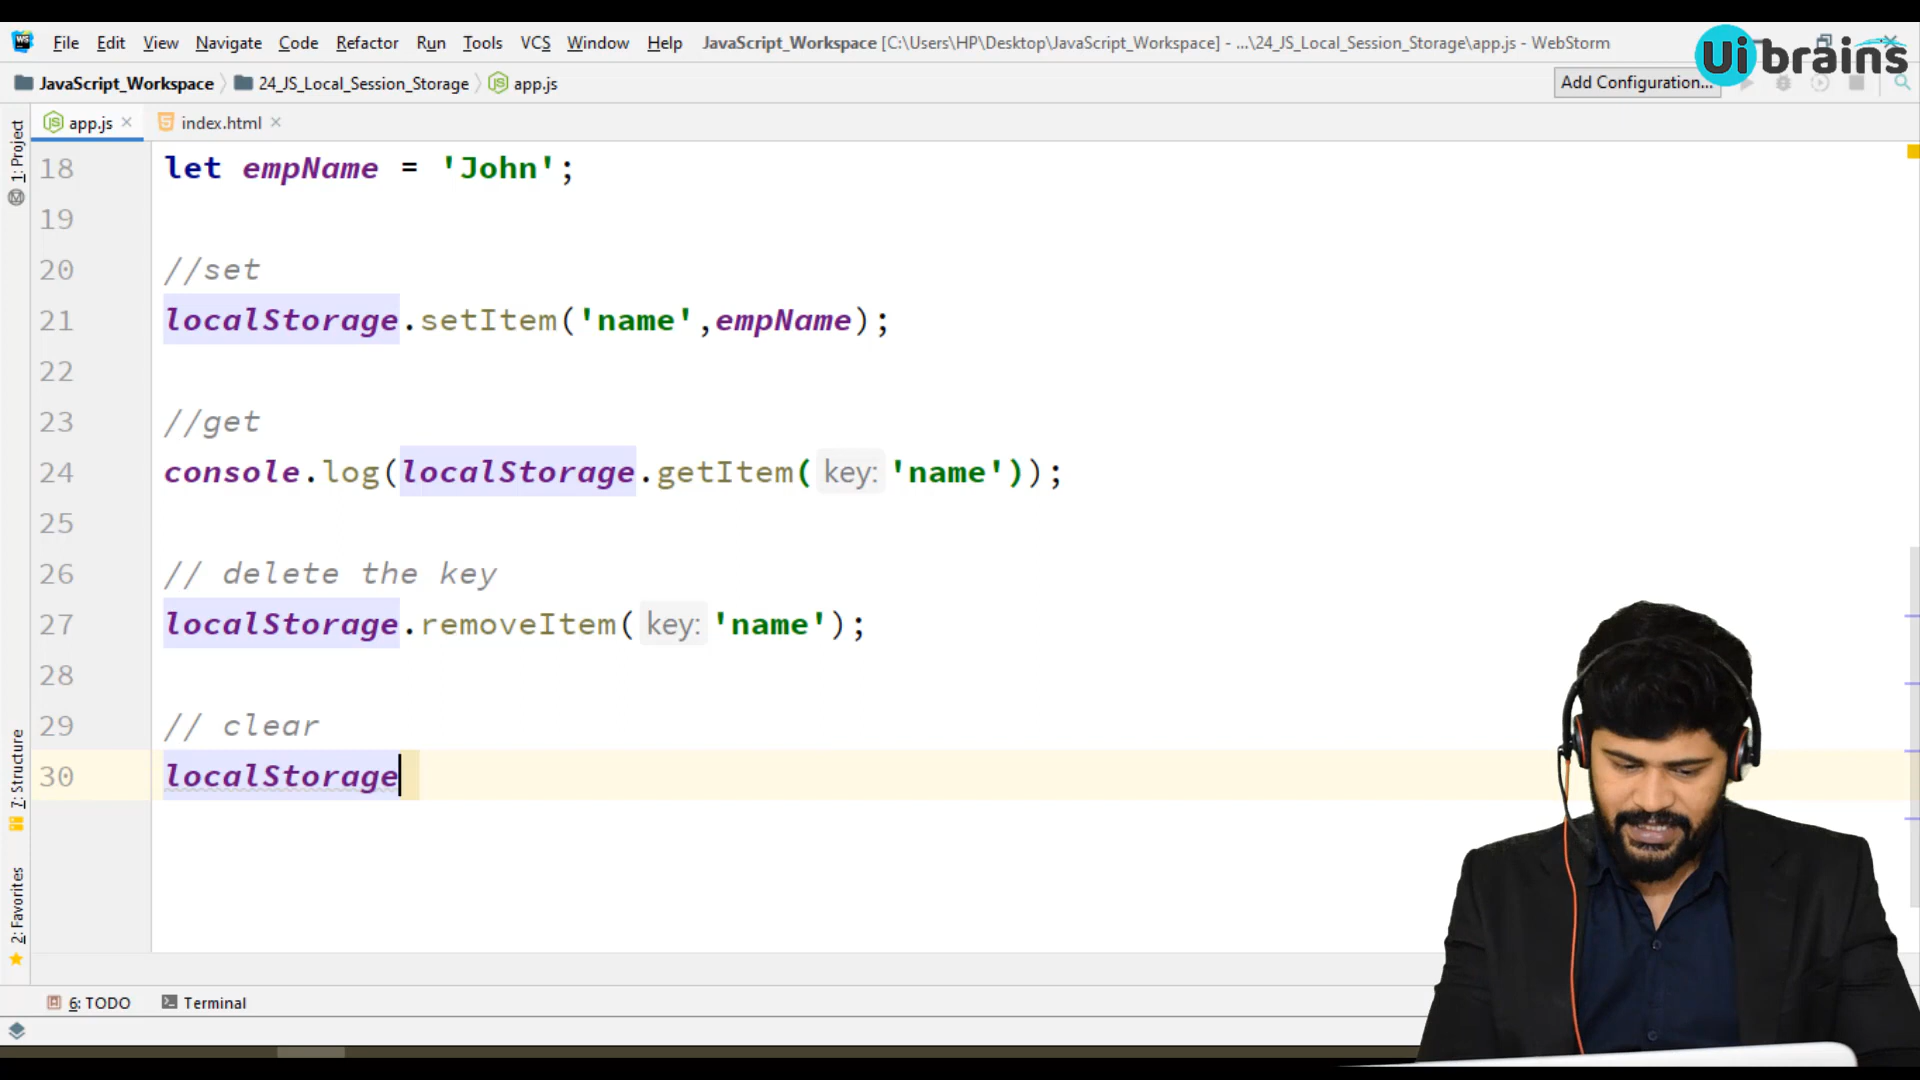 WS File Edit View Navigate Code Refactor Run Tools VCS Window Help JavaScript_Workspace [C:\Users\HP\Desktop\JavaScript_Workspace] - ...\24_JS_Local_Session_Storage\app.js - WebStorm
Ui brains
JavaScript_Workspace 24_JS_Local_Session_Storage JS app.js
Add Configuration...
JS app.js index.html
1: Project
18 let empName = 'John';
19
20 //set
21 localStorage.setItem('name',empName);
22
23 //get
24 console.log(localStorage.getItem( key: 'name'));
25
26 // delete the key
27 localStorage.removeItem( key: 'name');
28
29 // clear
30 localStorage
7: Structure
2: Favorites
6: TODO Terminal